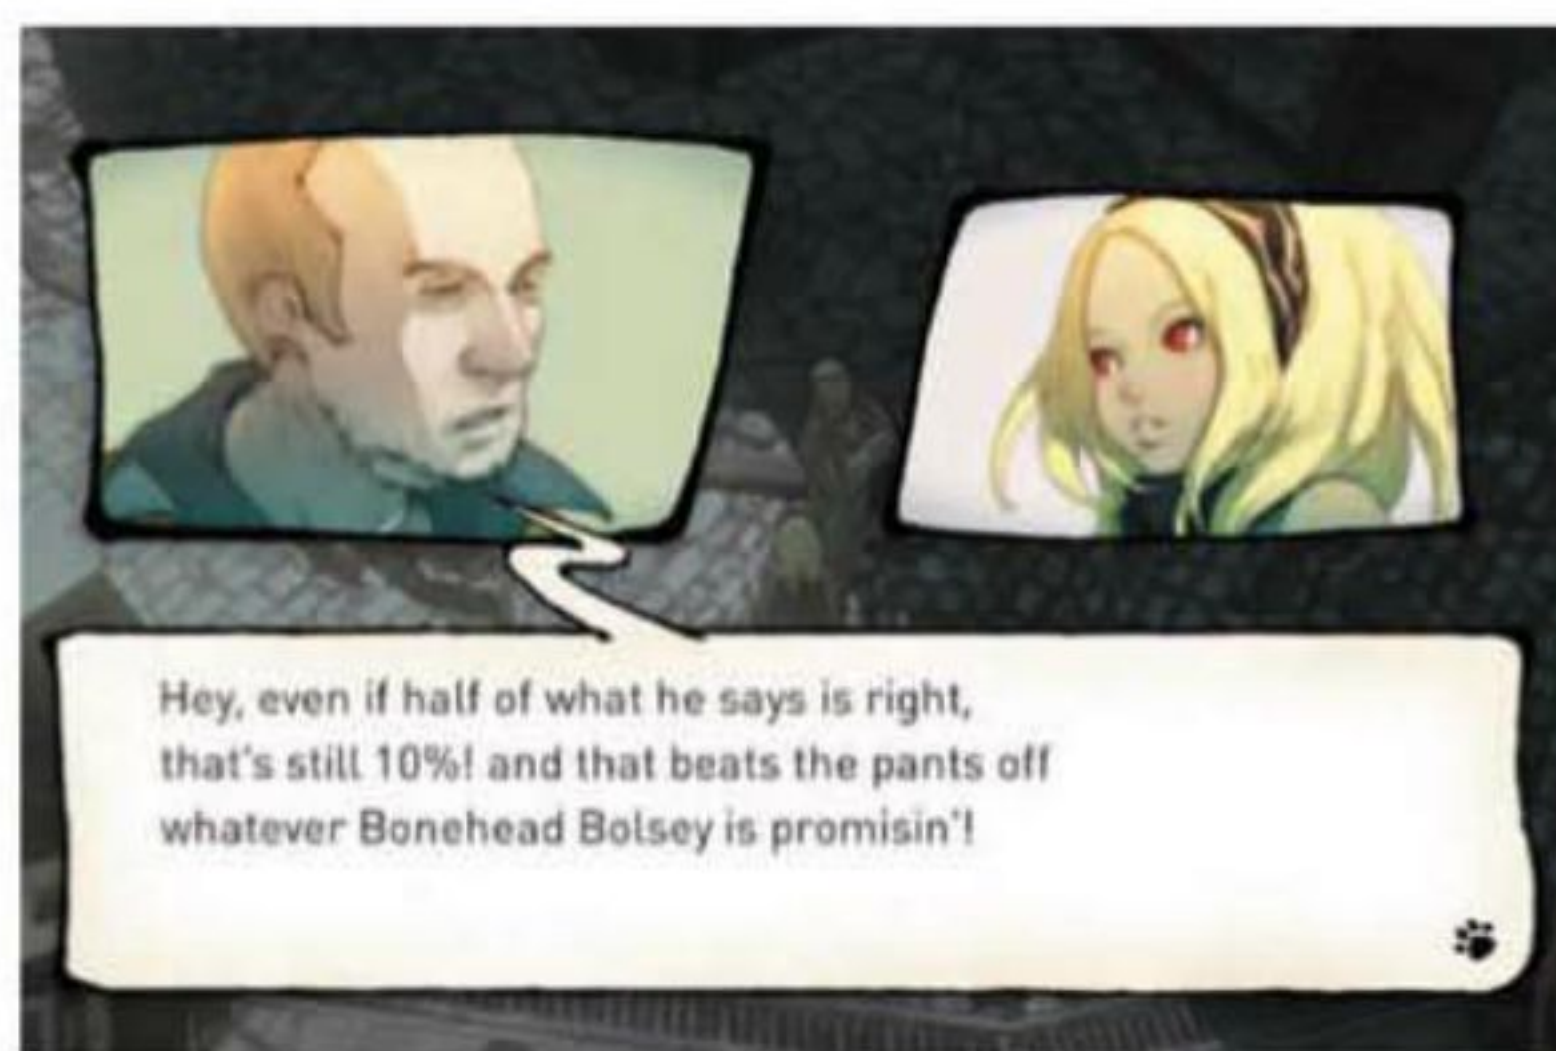 Hey, even if half of what he says is right,
that's still 10%! and that beats the pants off
whatever Bonehead Bolsey is promisin'!